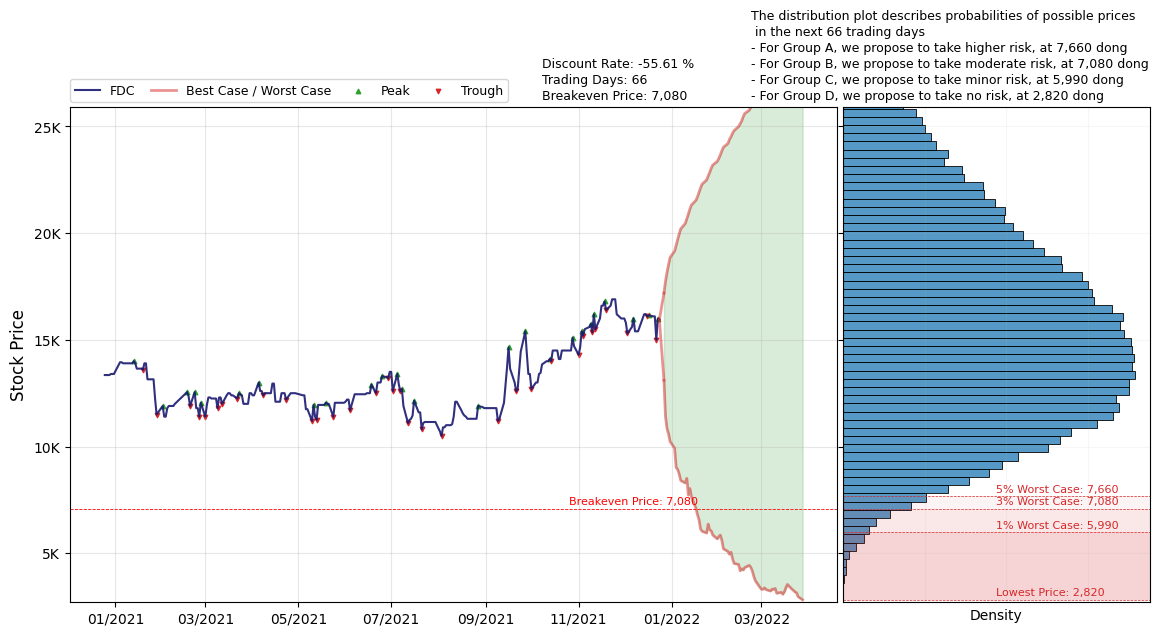 The distribution plot describes probabilities of possible prices
in the next 66 trading days
- For Group A, we propose to take higher risk, at 7,660 dong
- For Group B, we propose to take moderate risk, at 7,080 dong
- For Group C, we propose to take minor risk, at 5,990 dong
- For Group D, we propose to take no risk, at 2,820 dong
Discount Rate: -55.61 %
Trading Days: 66
Breakeven Price: 7,080
FDC
Best Case / Worst Case
Peak
Trough
Stock Price
25K
20K
15K
10K
5K
Breakeven Price: 7,080
01/2021
03/2021
05/2021
07/2021
09/2021
11/2021
01/2022
03/2022
5% Worst Case: 7,660
3% Worst Case: 7,080
1% Worst Case: 5,990
Lowest Price: 2,820
Density